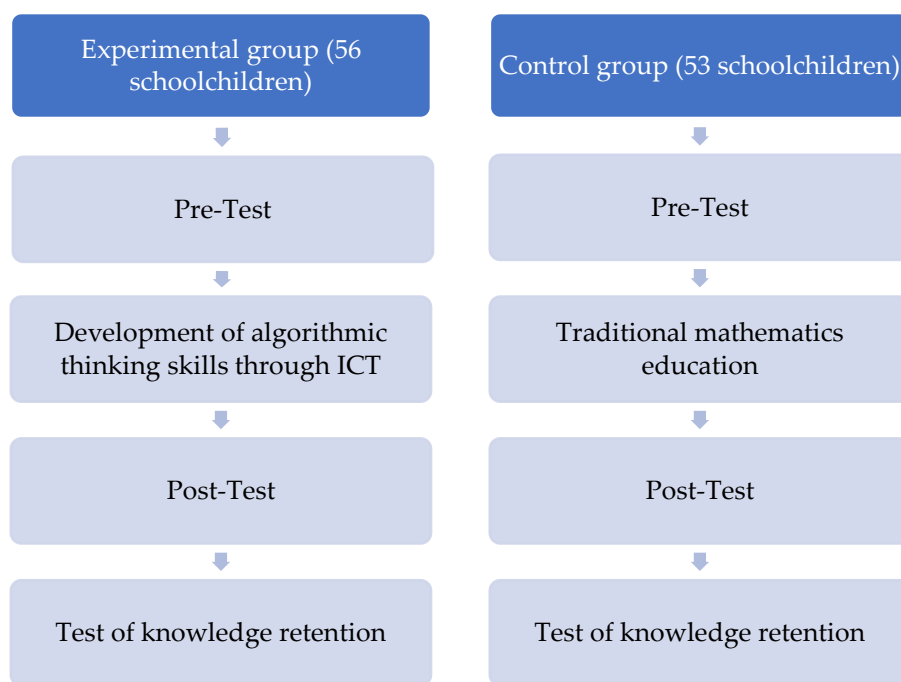 Experimental group (56
schoolchildren)
Pre-Test
Development of algorithmic
thinking skills through ICT
Post-Test
Test of knowledge retention
Control group (53 schoolchildren)
Pre-Test
Traditional mathematics
education
Post-Test
Test of knowledge retention